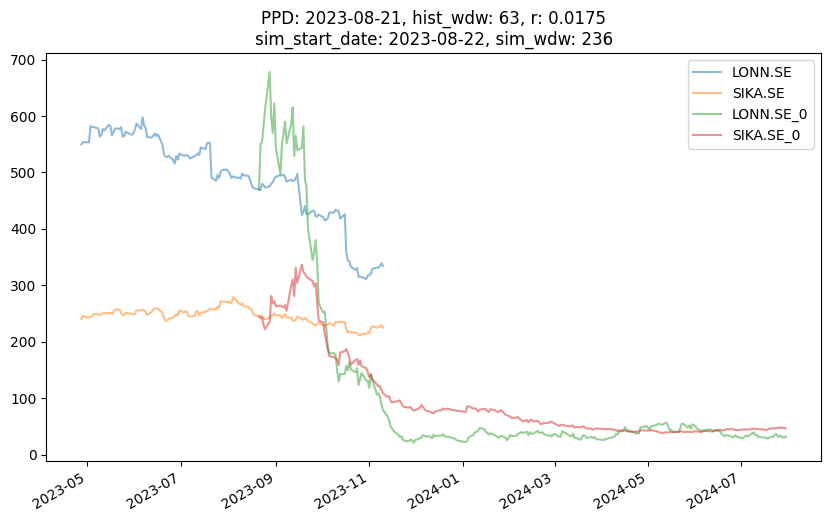 PPD: 2023-08-21, hist_wdw: 63, r: 0.0175
sim_start_date: 2023-08-22, sim_wdw: 236
LONN.SE
SIKA.SE
LONN.SE_0
SIKA.SE_0
700
600
500
400
300
200
100
0
2023-05
2023-07
2023-09
2023-11
2024-01
2024-03
2024-05
2024-07